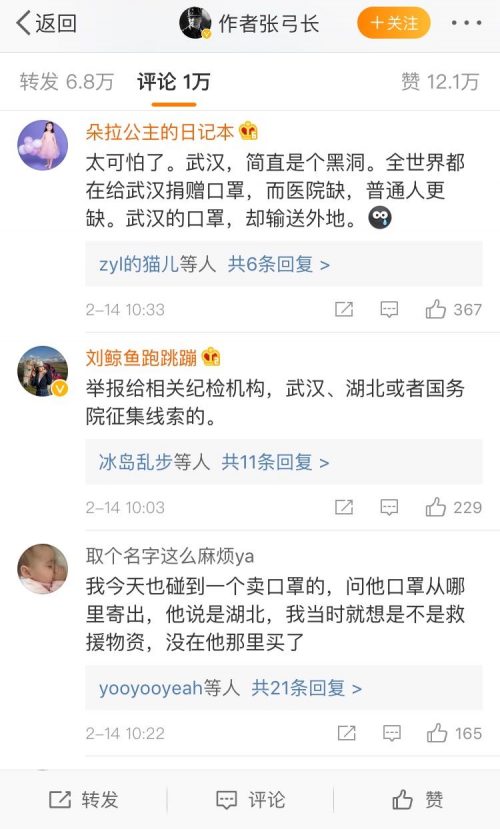 返回
作者张弓长
+关注
转发 6.8万
评论 1万
赞 12.1万
朵拉公主的日记本
太可怕了。武汉，简直是个黑洞。全世界都
在给武汉捐赠口罩，而医院缺，普通人更
缺。武汉的口罩，却输送外地。
zyl的猫儿等人 共6条回复 >
2-14 10:33
367
刘鲸鱼跑跳蹦
举报给相关纪检机构，武汉、湖北或者国务
院征集线索的。
冰岛乱步等人 共11条回复 >
2-14 10:03
229
取个名字这么麻烦ya
我今天也碰到一个卖口罩的，问他口罩从哪
里寄出，他说是湖北，我当时就想是不是救
援物资，没在他那里买了
yooyooyeah等人 共21条回复 >
2-14 10:22
165
转发
评论
赞